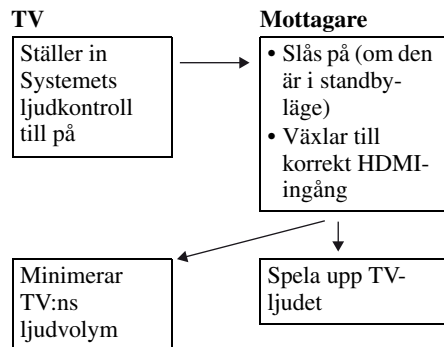 TV
Mottagare
Ställer in
Systemets
ljudkontroll
till på
• Slås på (om den
är i standby-
läge)
• Växlar till
korrekt HDMI-
ingång
Minimerar
TV:ns
ljudvolym
Spela upp TV-
ljudet